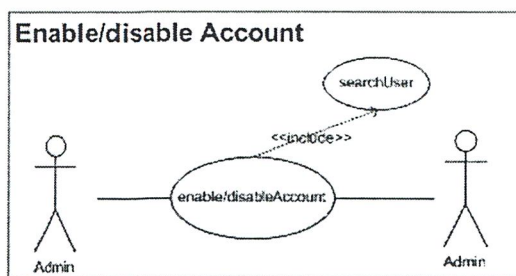 Enable/disable Account
searchUser
<<include>>
enable/disableAccount
Admin
Admin